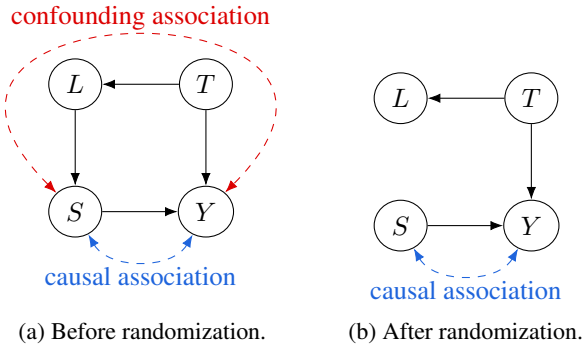 confounding association
L T
L T
S Y
S Y
causal association
causal association
(a) Before randomization.
(b) After randomization.